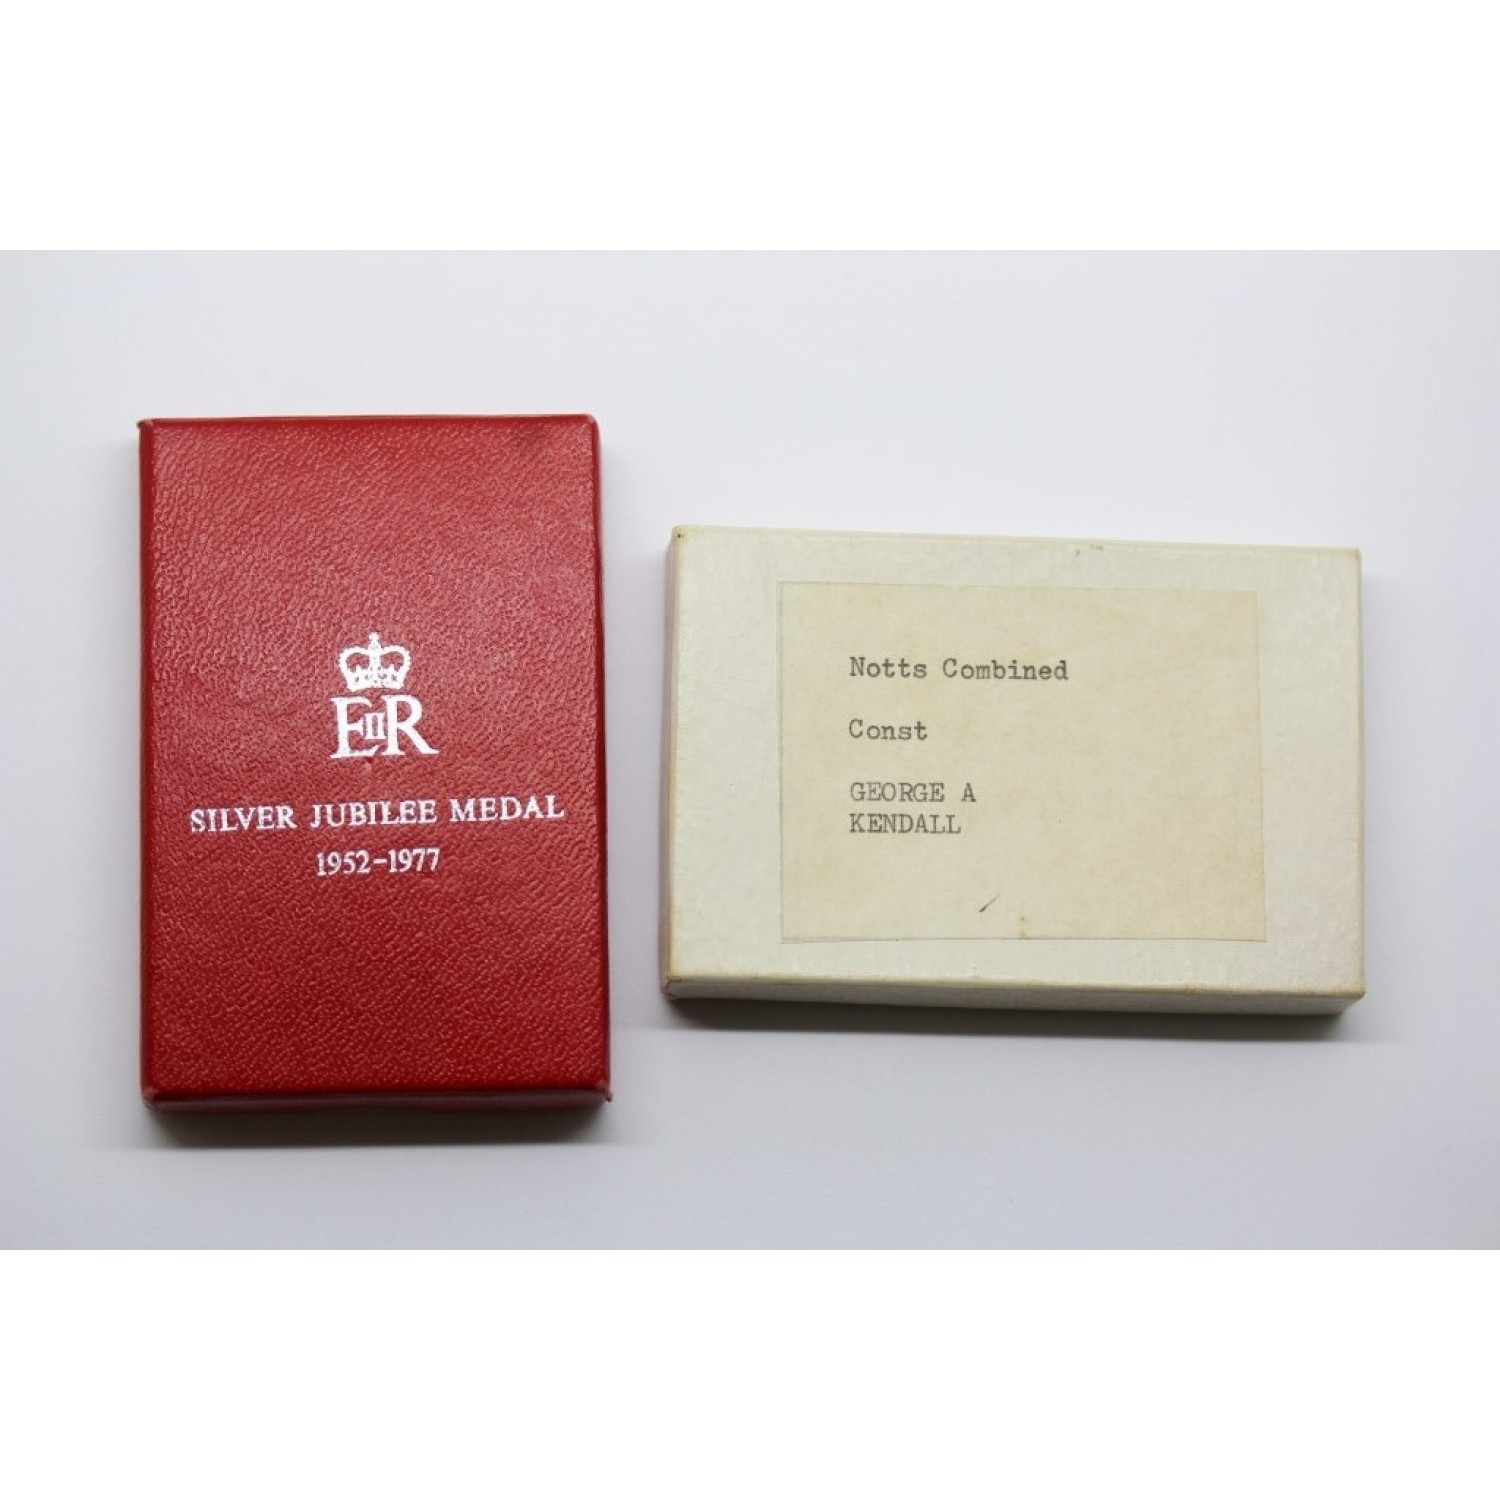 EIIR
SILVER JUBILEE MEDAL
1952-1977
Notts Combined
Const
GEORGE A
KENDALL